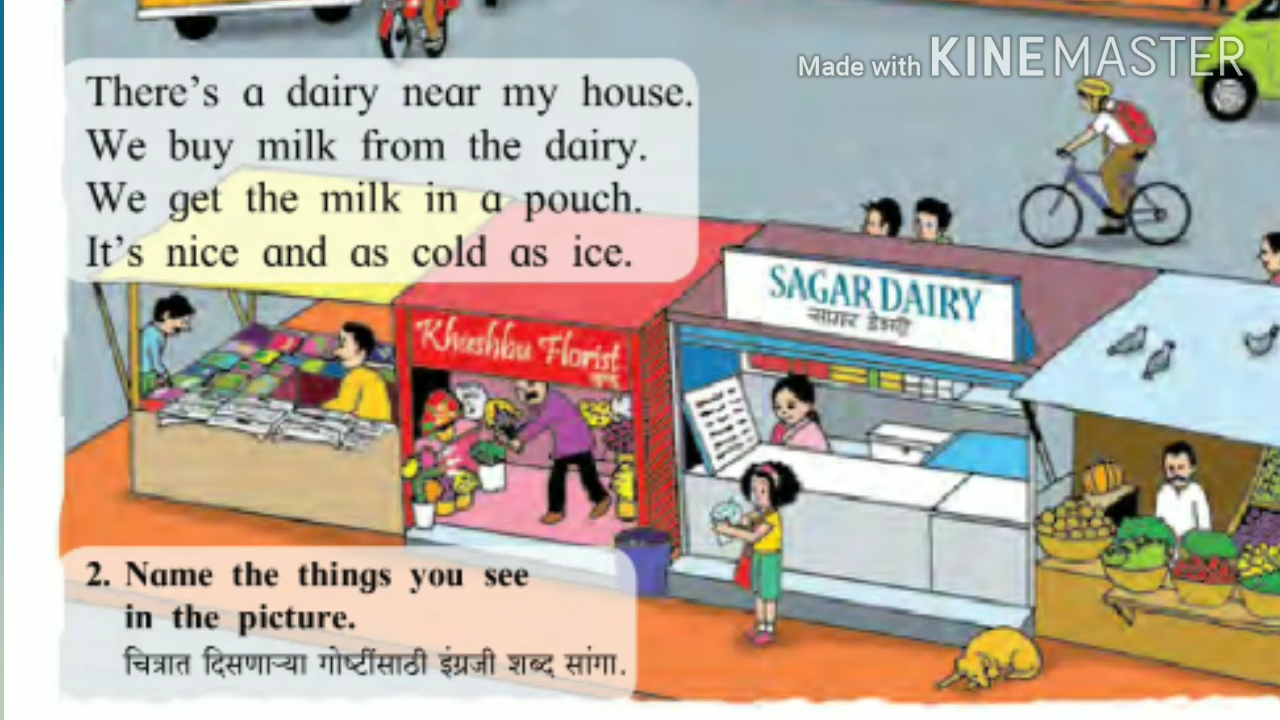 Made with KINEMASTER
There's a dairy near my house.
We buy milk from the dairy.
We get the milk in a pouch.
It's nice and as cold as ice.
SAGAR DAIRY
सागर डेअरी
Khushbu Florist
2. Name the things you see
in the picture.
चित्रात दिसणाऱ्या गोष्टींसाठी इंग्रजी शब्द सांगा.